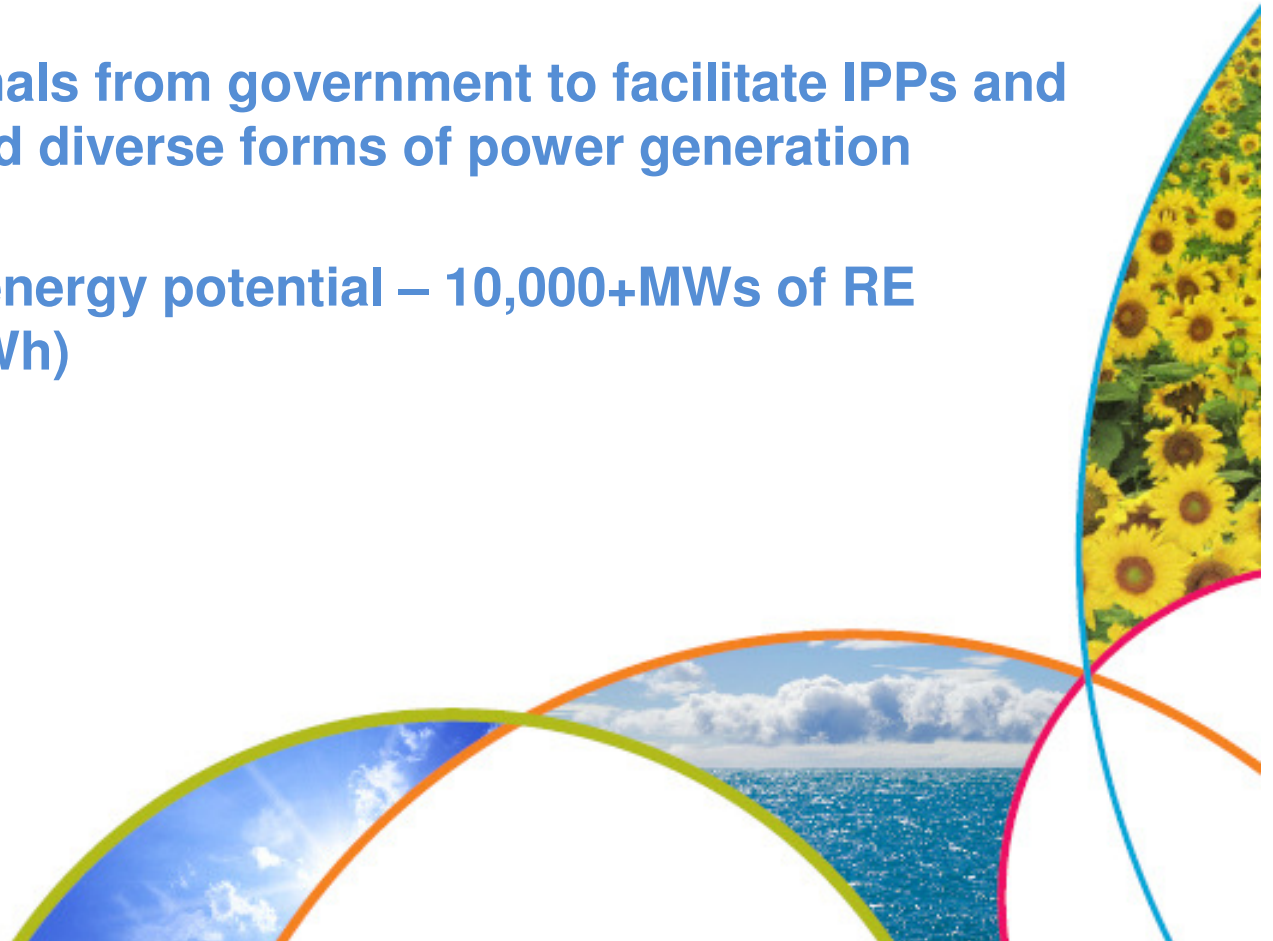 nals from government to facilitate IPPs and
d diverse forms of power generation
energy potential – 10,000+MWs of RE
Wh)